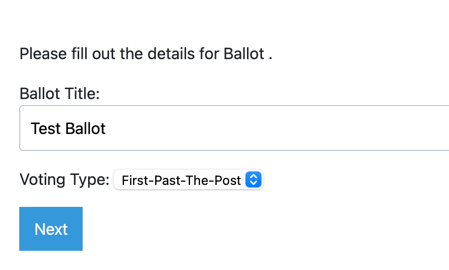 Please fill out the details for Ballot .
Ballot Title:
Test Ballot
Voting Type: First-Past-The-Post
Next